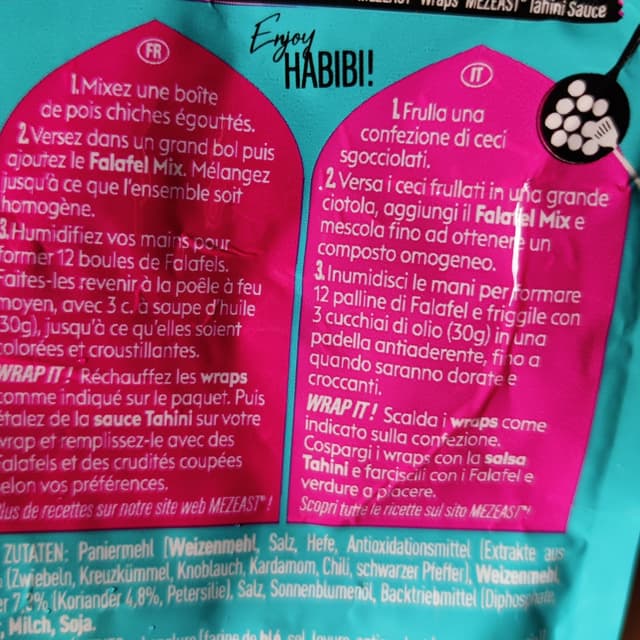 Wraps MEZEAST™ Tahini Sauce
Enjoy
HABIBI!
FR
1. Mixez une boîte
de pois chiches égouttés.
2. Versez dans un grand bol puis
ajoutez le Falafel Mix. Mélangez
jusqu'à ce que l'ensemble soit
homogène.
3. Humidifiez vos mains pour
former 12 boules de Falafels.
Faites-les revenir à la poêle à feu
moyen, avec 3 c. à soupe d'huile
(30g), jusqu'à ce qu'elles soient
colorées et croustillantes.
WRAP IT! Réchauffez les wraps
comme indiqué sur le paquet. Puis
étalez de la sauce Tahini sur votre
wrap et remplissez-le avec des
falafels et des crudités coupées
selon vos préférences.
Plus de recettes sur notre site web MEZEAST™!
IT
1. Frulla una
confezione di ceci
sgocciolati.
2. Versa i ceci frullati in una grande
ciotola, aggiungi il Falafel Mix e
mescola fino ad ottenere un
composto omogeneo.
3. Inumidisci le mani per formare
12 palline di Falafel e friggile con
3 cucchiai di olio (30g) in una
padella antiaderente, fino a
quando saranno dorate e
croccanti.
WRAP IT! Scalda i wraps come
indicato sulla confezione.
Cospargi i wraps con la salsa
Tahini e farciscili con i Falafel e
verdure a piacere.
Scopri tutte le ricette sul sito MEZEAST™!
ZUTATEN: Paniermehl (Weizenmehl, Salz, Hefe, Antioxidationsmittel (Extrakte aus
(Zwiebeln, Kreuzkümmel, Knoblauch, Kardamom, Chili, schwarzer Pfeffer), Weizenmehl,
er 7,3% (Koriander 4,8%, Petersilie), Salz, Sonnenblumenöl, Backtriebmittel (Diphosphate,
Milch, Soja.
(farine de blé, sel,